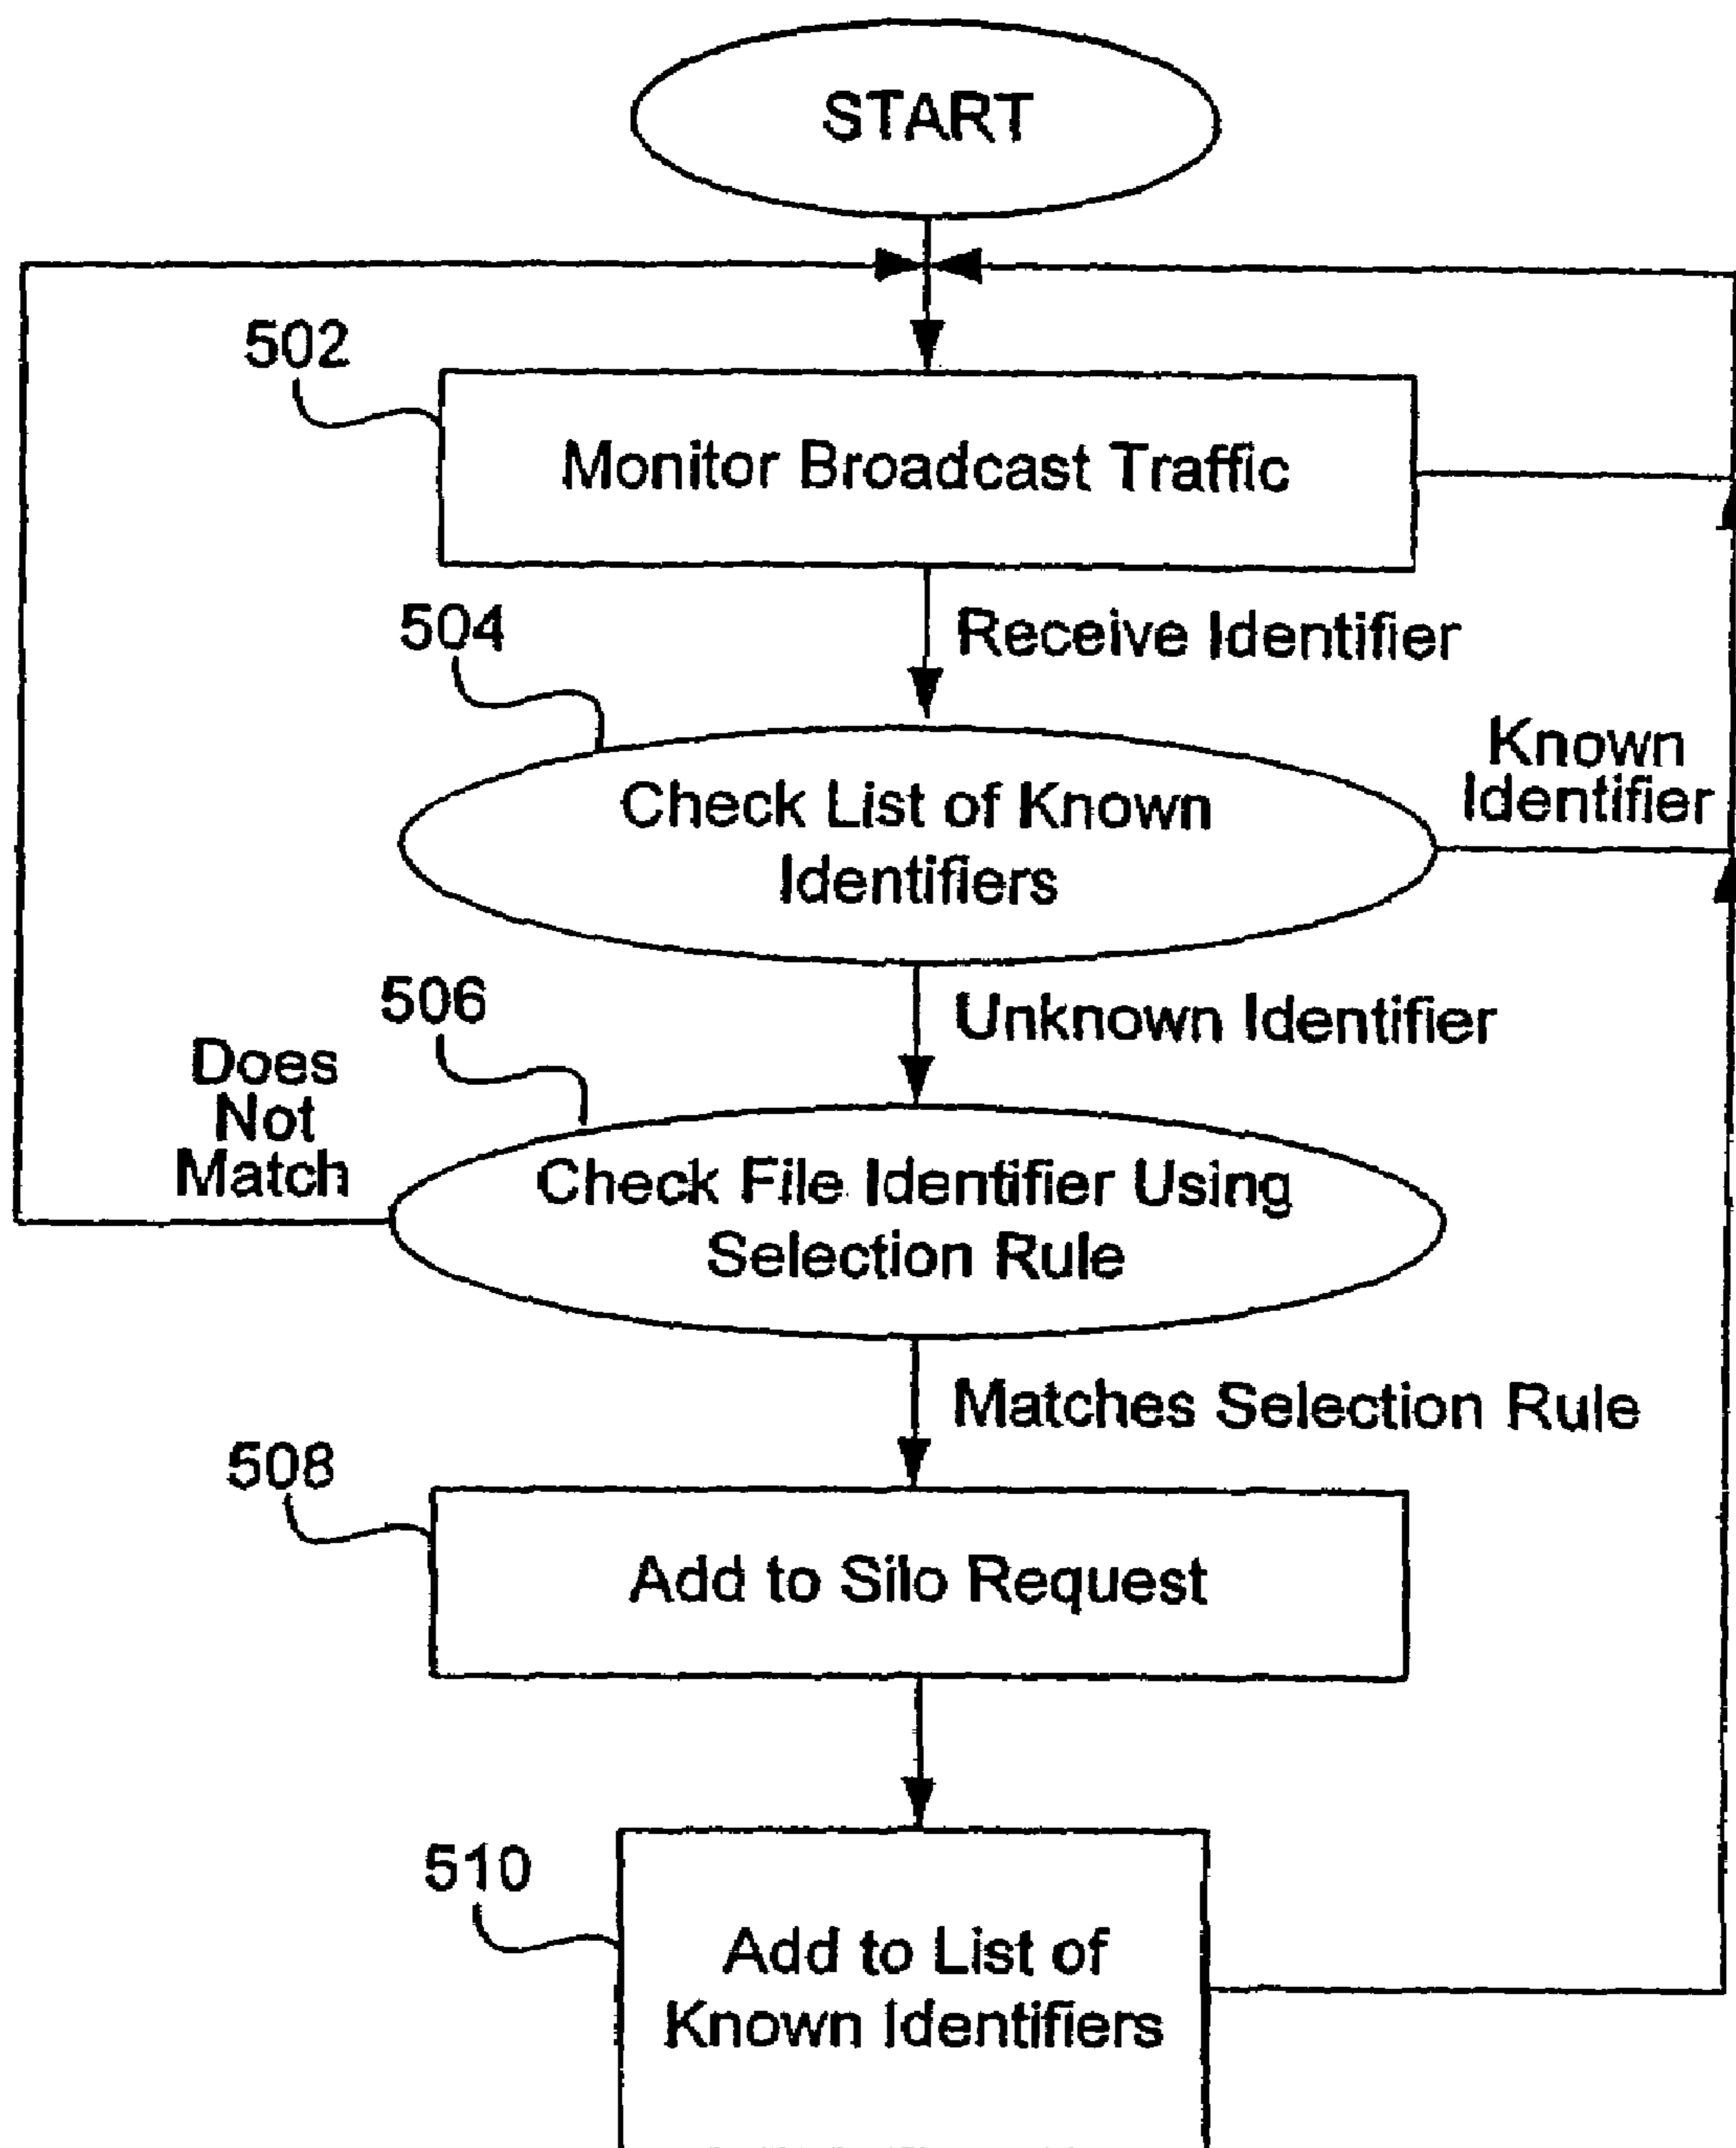 START
502
Monitor Broadcast Traffic
504
Receive Identifier
Check List of Known
Identifiers
Known
Identifier
506
Unknown Identifier
Does
Not
Match
Check File Identifier Using
Selection Rule
Matches Selection Rule
508
Add to Silo Request
510
Add to List of
Known Identifiers